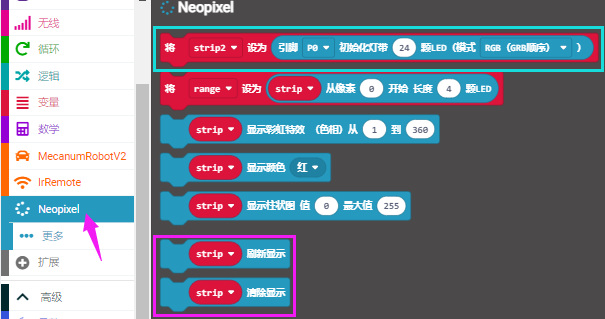 无线
循环
逻辑
变量
数学
MecanumRobotV2
IrRemote
Neopixel
更多
扩展
高级
Neopixel
将 strip2 设为 引脚 P0 初始化灯带 24 颗LED(模式 RGB (GRB顺序) )
将 range 设为 strip 从像素 0 开始 长度 4 颗LED
strip 显示彩虹特效 (色相) 从 1 到 360
strip 显示颜色 红
strip 显示柱状图 值 0 最大值 255
strip 刷新显示
strip 清除显示